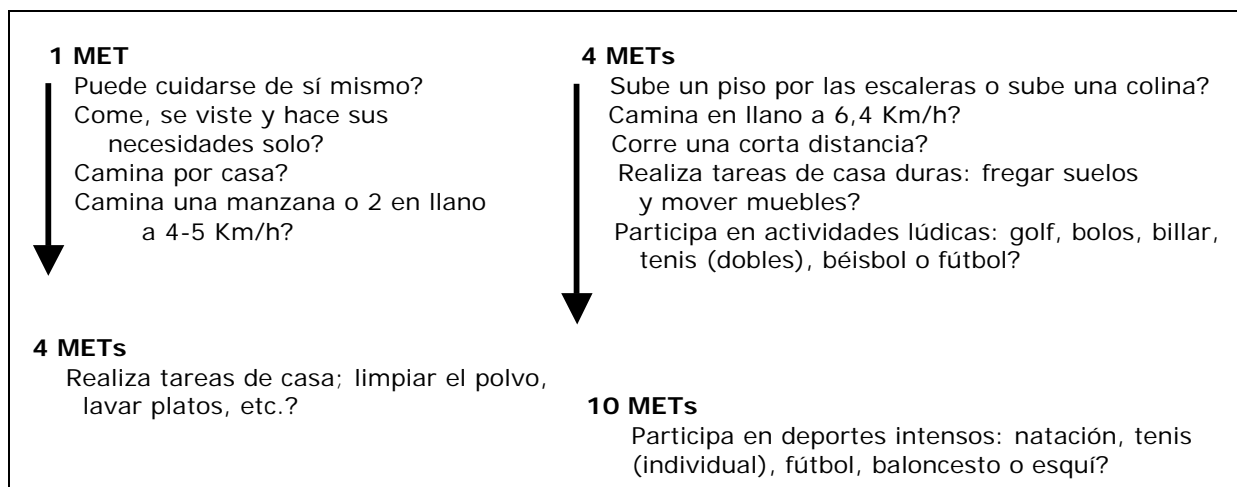 1 MET
Puede cuidarse de sí mismo?
Come, se viste y hace sus
necesidades solo?
Camina por casa?
Camina una manzana o 2 en llano
a 4-5 Km/h?
4 METs
Realiza tareas de casa; limpiar el polvo,
lavar platos, etc.?
4 METs
Sube un piso por las escaleras o sube una colina?
Camina en llano a 6,4 Km/h?
Corre una corta distancia?
Realiza tareas de casa duras: fregar suelos
y mover muebles?
Participa en actividades lúdicas: golf, bolos, billar,
tenis (dobles), béisbol o fútbol?
10 METs
Participa en deportes intensos: natación, tenis
(individual), fútbol, baloncesto o esquí?